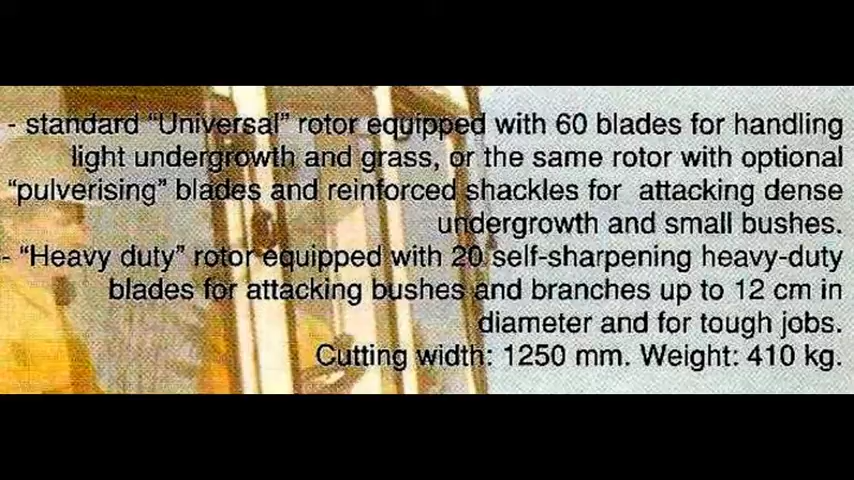 - standard “Universal” rotor equipped with 60 blades for handling
light undergrowth and grass, or the same rotor with optional
“pulverising” blades and reinforced shackles for attacking dense
undergrowth and small bushes.
- “Heavy duty” rotor equipped with 20 self-sharpening heavy-duty
blades for attacking bushes and branches up to 12 cm in
diameter and for tough jobs.
Cutting width: 1250 mm. Weight: 410 kg.